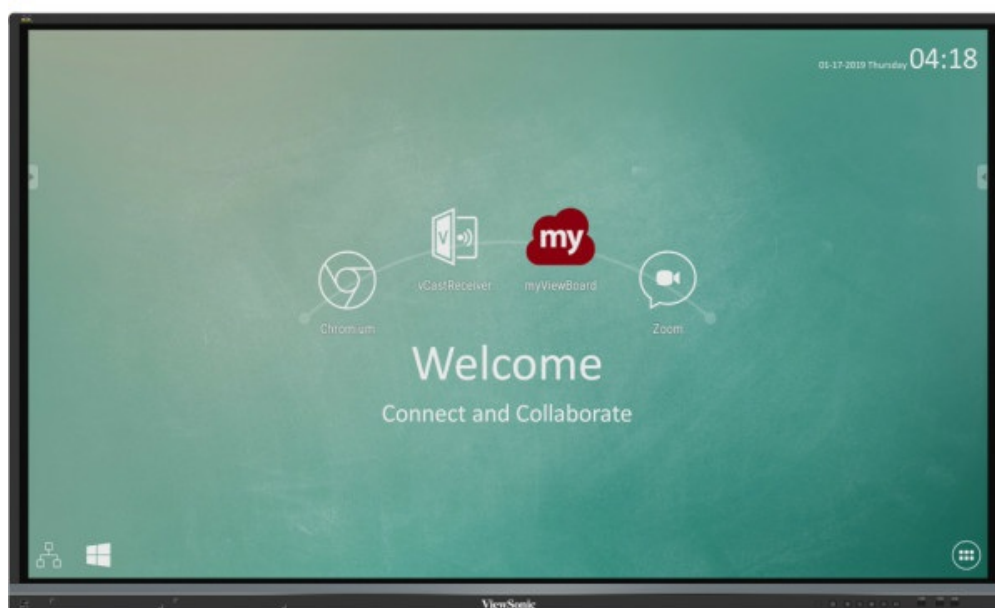 01-17-2019 Thursday 04:18
V
my
vCastReceiver myViewBoard
Chromium Zoom
Welcome
Connect and Collaborate
ViewSonic